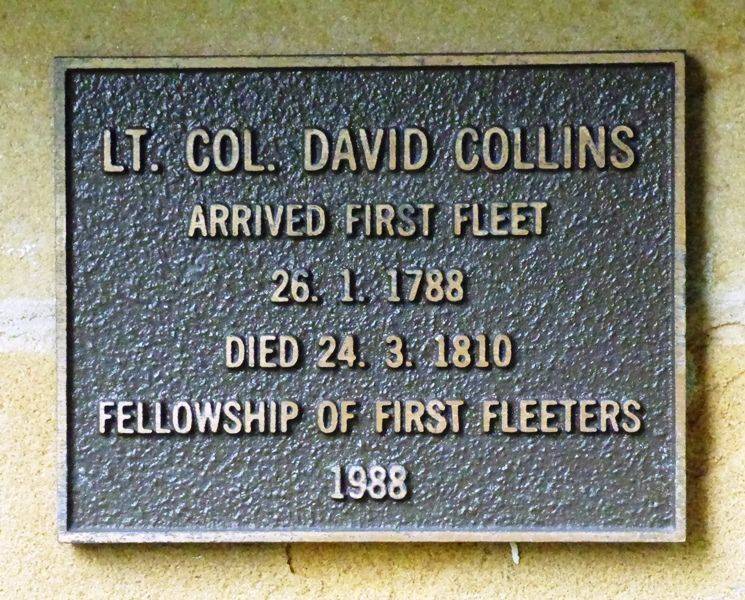 LT. COL. DAVID COLLINS
ARRIVED FIRST FLEET
26. 1. 1788
DIED 24. 3. 1810
FELLOWSHIP OF FIRST FLEETERS
1988